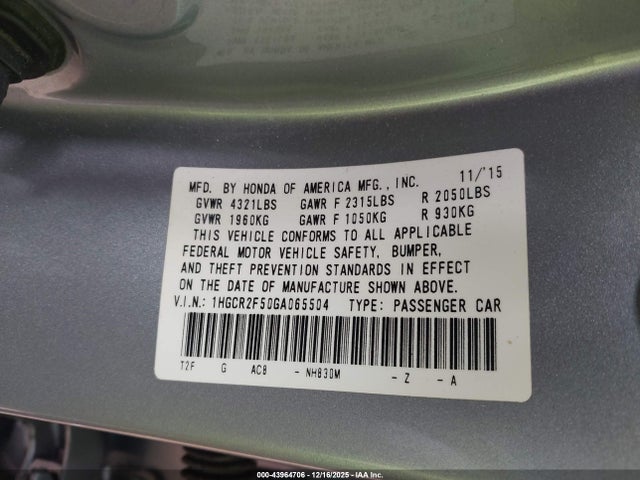 MFD. BY HONDA OF AMERICA MFG., INC. 11/'15
GVWR 4321LBS GAWR F 2315LBS R 2050LBS
GVWR 1960KG GAWR F 1050KG R 930KG
THIS VEHICLE CONFORMS TO ALL APPLICABLE
FEDERAL MOTOR VEHICLE SAFETY, BUMPER,
AND THEFT PREVENTION STANDARDS IN EFFECT
ON THE DATE OF MANUFACTURE SHOWN ABOVE.
V.I.N.: 1HGCR2F50GA065504 TYPE: PASSENGER CAR
T2F G AC8 - NH830M - Z - A
000-43964706 - 12/16/2025 - IAA Inc.